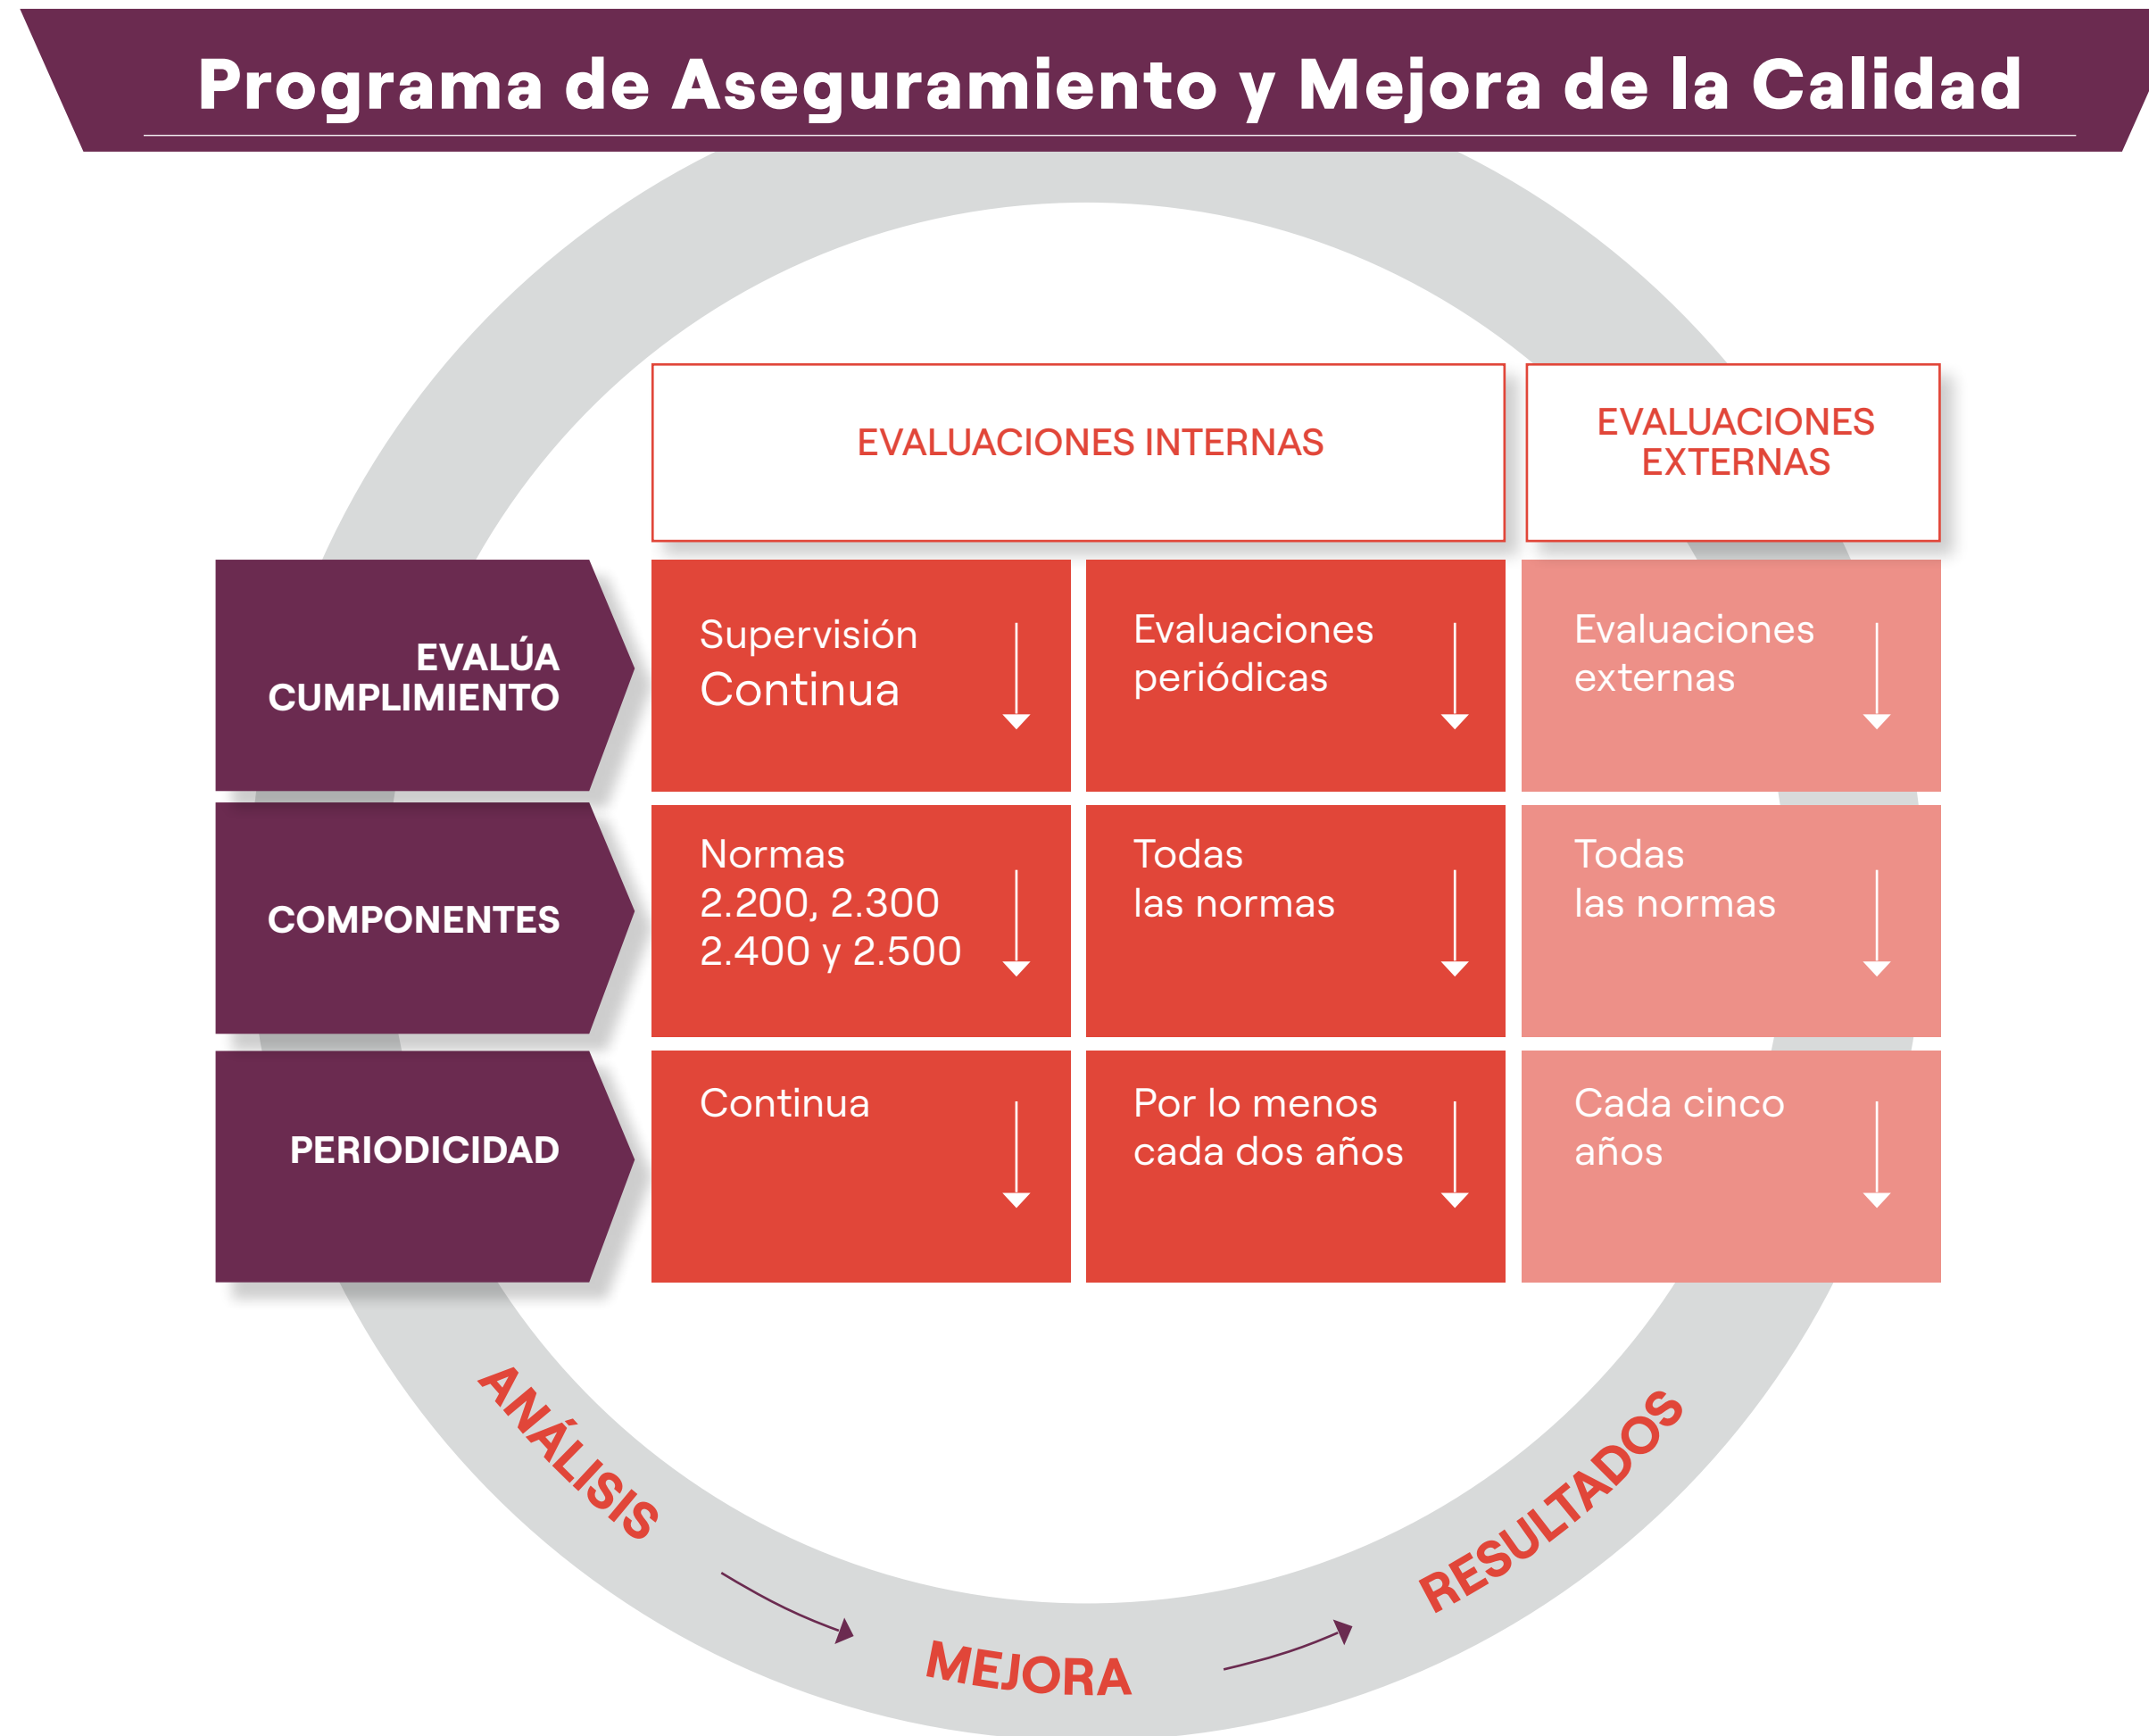 Programa de Aseguramiento y Mejora de la Calidad
EVALUACIONES INTERNAS
EVALUACIONES
EXTERNAS
EVALÚA
CUMPLIMIENTO
Supervisión
Continua
Evaluaciones
periódicas
Evaluaciones
externas
COMPONENTES
Normas
2.200, 2.300
2.400 y 2.500
Todas
las normas
Todas
las normas
PERIODICIDAD
Continua
Por lo menos
cada dos años
Cada cinco
años
ANÁLISIS
MEJORA
RESULTADOS